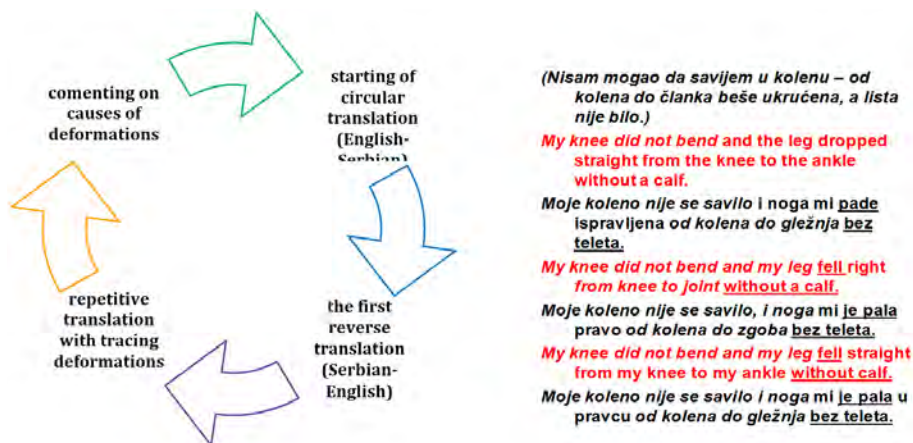 comenting on
causes of
deformations
starting of
circular
translation
(English-
Serbian)
the first
reverse
translation
(Serbian-
English)
repetitive
translation
with tracing
deformations
(Nisam mogao da savijem u kolenu – od
kolena do članka beše ukrućena, a lista
nije bilo.)
My knee did not bend and the leg dropped
straight from the knee to the ankle
without a calf.
Moje koleno nije se savilo i noga mi pade
ispravljena od kolena do gležnja bez
teleta.
My knee did not bend and my leg fell right
from knee to joint without a calf.
Moje koleno nije se savilo, i noga mi je pala
pravo od kolena do zgoba bez teleta.
My knee did not bend and my leg fell straight
from my knee to my ankle without calf.
Moje koleno nije se savilo i noga mi je pala u
pravcu od kolena do gležnja bez teleta.